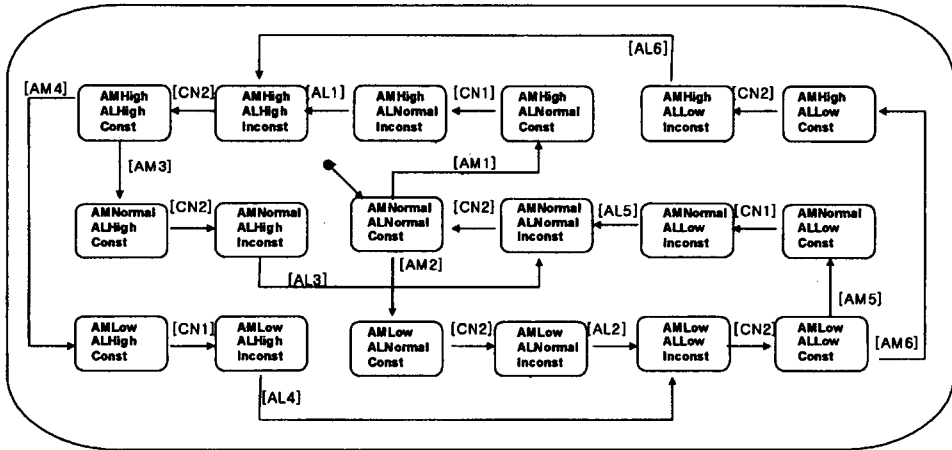 [AL6]
[AM4]
[CN2]
[AL1]
[CN1]
[CN2]
AMHigh
ALHigh
Const
AMHigh
ALHigh
Inconst
AMHigh
ALNormal
Inconst
AMHigh
ALNormal
Const
AMHigh
ALLow
Inconst
AMHigh
ALLow
Const
[AM3]
[AM1]
[CN2]
[CN2]
[AL5]
[CN1]
AMNormal
ALHigh
Const
AMNormal
ALHigh
Inconst
AMNormal
ALNormal
Const
AMNormal
ALNormal
Inconst
AMNormal
ALLow
Inconst
AMNormal
ALLow
Const
[AL3]
[AM2]
[AM5]
[CN1]
[CN2]
[AL2]
[CN2]
AMLow
ALHigh
Const
AMLow
ALHigh
Inconst
AMLow
ALNormal
Const
AMLow
ALNormal
Inconst
AMLow
ALLow
Inconst
AMLow
ALLow
Const
[AM6]
[AL4]